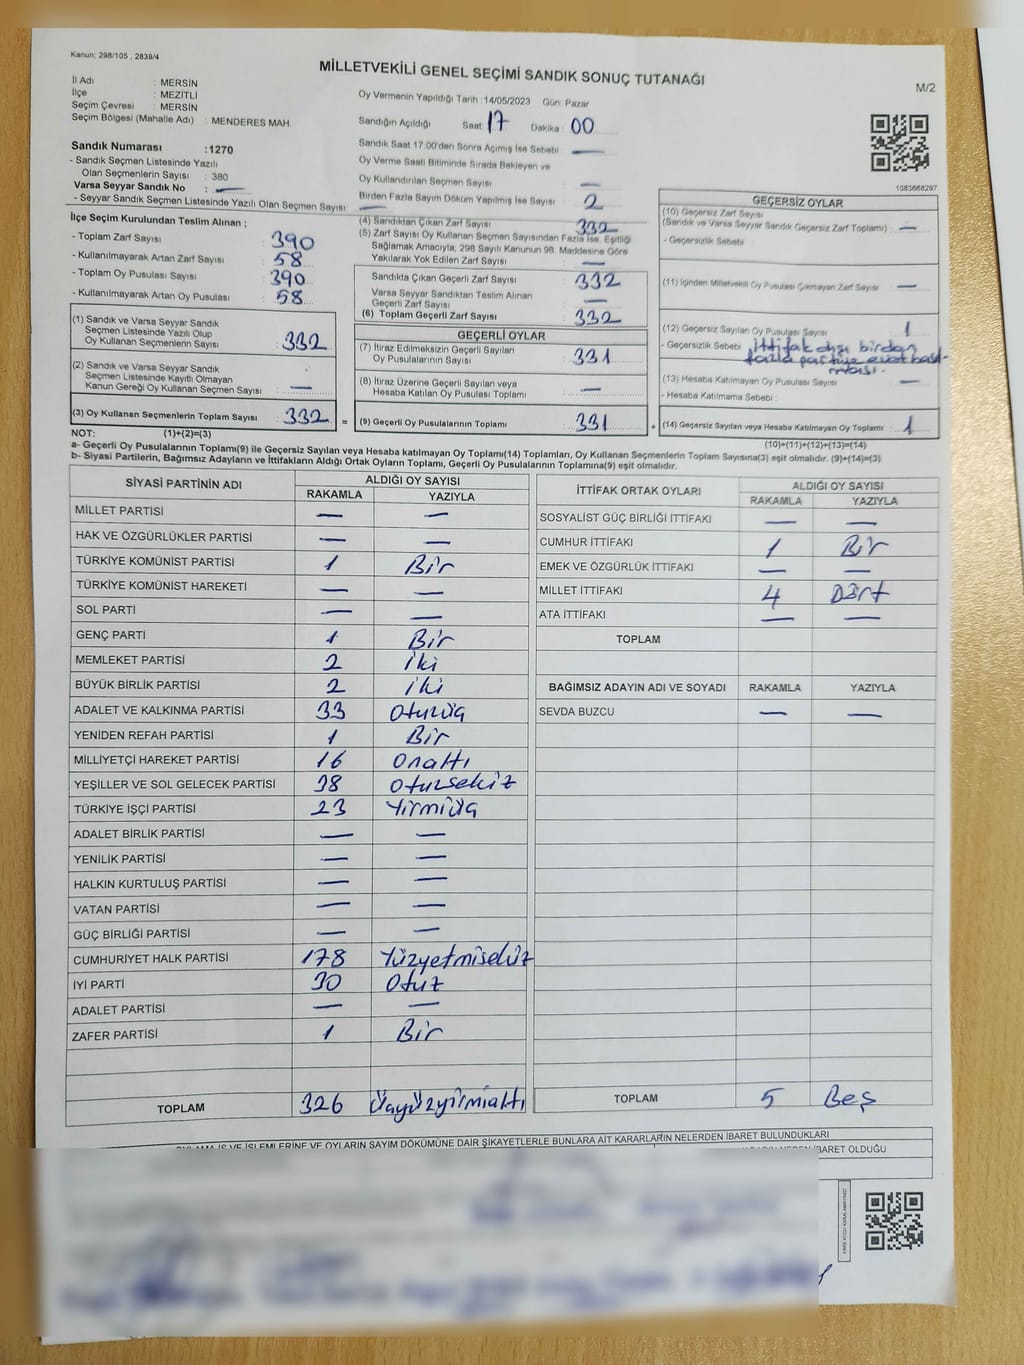 Kanun; 298/105 , 2839/4
MİLLETVEKİLİ GENEL SEÇİMİ SANDIK SONUÇ TUTANAĞI
M/2
İl Adı : MERSİN
İlçe : MEZİTLİ
Seçim Çevresi : MERSİN
Seçim Bölgesi (Mahalle Adı) : MENDERES MAH.
Oy Vermenin Yapıldığı Tarih : 14/05/2023 Gün: Pazar
Sandığın Açıldığı Saat: 17 Dakika: 00
Sandık Saat 17:00'den Sonra Açımış İse Sebebi : —
Oy Verme Saati Bitiminde Sırada Bekleyen ve
Oy Kullandırılan Seçmen Sayısı : —
Birden Fazla Sayım Döküm Yapılmış İse Sayısı : 2
Sandık Numarası :1270
- Sandık Seçmen Listesinde Yazılı
Olan Seçmenlerin Sayısı : 380
Varsa Seyyar Sandık No : —
- Seyyar Sandık Seçmen Listesinde Yazılı Olan Seçmen Sayısı : —
1083668297
İlçe Seçim Kurulundan Teslim Alınan ;
- Toplam Zarf Sayısı : 390
- Kullanılmayarak Artan Zarf Sayısı : 58
- Toplam Oy Pusulası Sayısı : 390
- Kullanılmayarak Artan Oy Pusulası : 58
(4) Sandıktan Çıkan Zarf Sayısı : 332
(5) Zarf Sayısı Oy Kullanan Seçmen Sayısından Fazla İse, Eşitliği
Sağlamak Amacıyla; 298 Sayılı Kanunun 98. Maddesine Göre
Yakılarak Yok Edilen Zarf Sayısı : —
Sandıkta Çıkan Geçerli Zarf Sayısı : 332
Varsa Seyyar Sandıktan Teslim Alınan
Geçerli Zarf Sayısı : —
(6) Toplam Geçerli Zarf Sayısı : 332
GEÇERSİZ OYLAR
(10) Geçersiz Zarf Sayısı
(Sandık ve Varsa Seyyar Sandık Geçersiz Zarf Toplamı) : —
- Geçersizlik Sebebi :
(11) İçinden Milletvekili Oy Pusulası Çıkmayan Zarf Sayısı : —
(12) Geçersiz Sayılan Oy Pusulası Sayısı : 1
- Geçersizlik Sebebi : ittifak dışı birden
fazla partiye evet basıl-
ması.
(13) Hesaba Katılmayan Oy Pusulası Sayısı : —
- Hesaba Katılmama Sebebi :
(14) Geçersiz Sayılan veya Hesaba Katılmayan Oy Toplamı : 1
(1) Sandık ve Varsa Seyyar Sandık
Seçmen Listesinde Yazılı Olup
Oy Kullanan Seçmenlerin Sayısı : 332
(2) Sandık ve Varsa Seyyar Sandık
Seçmen Listesinde Kayıtlı Olmayan
Kanun Gereği Oy Kullanan Seçmen Sayısı : —
(3) Oy Kullanan Seçmenlerin Toplam Sayısı : 332 =
GEÇERLİ OYLAR
(7) İtiraz Edilmeksizin Geçerli Sayılan
Oy Pusulalarının Sayısı : 331
(8) İtiraz Üzerine Geçerli Sayılan veya
Hesaba Katılan Oy Pusulası Toplamı : —
(9) Geçerli Oy Pusulalarının Toplamı : 331 +
NOT: (1)+(2)=(3)
(10)+(11)+(12)+(13)=(14)
a- Geçerli Oy Pusulalarının Toplamı(9) ile Geçersiz Sayılan veya Hesaba katılmayan Oy Toplamı(14) Toplamları, Oy Kullanan Seçmenlerin Toplam Sayısına(3) eşit olmalıdır. (9)+(14)=(3)
b- Siyasi Partilerin, Bağımsız Adayların ve İttifakların Aldığı Ortak Oyların Toplamı, Geçerli Oy Pusulalarının Toplamına(9) eşit olmalıdır.
SİYASİ PARTİNİN ADI ALDIĞI OY SAYISI
RAKAMLA YAZIYLA
MİLLET PARTİSİ — —
HAK VE ÖZGÜRLÜKLER PARTİSİ — —
TÜRKİYE KOMÜNİST PARTİSİ 1 Bir
TÜRKİYE KOMÜNİST HAREKETİ — —
SOL PARTİ — —
GENÇ PARTİ 1 Bir
MEMLEKET PARTİSİ 2 iki
BÜYÜK BİRLİK PARTİSİ 2 iki
ADALET VE KALKINMA PARTİSİ 33 Otuzüç
YENİDEN REFAH PARTİSİ 1 Bir
MİLLİYETÇİ HAREKET PARTİSİ 16 Onaltı
YEŞİLLER VE SOL GELECEK PARTİSİ 38 Otuzsekiz
TÜRKİYE İŞÇİ PARTİSİ 23 Yirmiüç
ADALET BİRLİK PARTİSİ — —
YENİLİK PARTİSİ — —
HALKIN KURTULUŞ PARTİSİ — —
VATAN PARTİSİ — —
GÜÇ BİRLİĞİ PARTİSİ — —
CUMHURİYET HALK PARTİSİ 178 Yüzyetmisekiz
İYİ PARTİ 30 Otuz
ADALET PARTİSİ — —
ZAFER PARTİSİ 1 Bir
TOPLAM 326 Üçyüzyirmialtı
İTTİFAK ORTAK OYLARI ALDIĞI OY SAYISI
RAKAMLA YAZIYLA
SOSYALİST GÜÇ BİRLİĞİ İTTİFAKI — —
CUMHUR İTTİFAKI 1 Bir
EMEK VE ÖZGÜRLÜK İTTİFAKI — —
MİLLET İTTİFAKI 4 Dört
ATA İTTİFAKI — —
TOPLAM
BAĞIMSIZ ADAYIN ADI VE SOYADI RAKAMLA YAZIYLA
SEVDA BUZCU — —
TOPLAM 5 Beş
OYLAMA İŞ VE İŞLEMLERİNE VE OYLARIN SAYIM DÖKÜMÜNE DAİR ŞİKAYETLERLE BUNLARA AİT KARARLARIN NELERDEN İBARET BULUNDUKLARI
İBARET OLDUĞU
KARE KODU KARALAMAYINIZ!